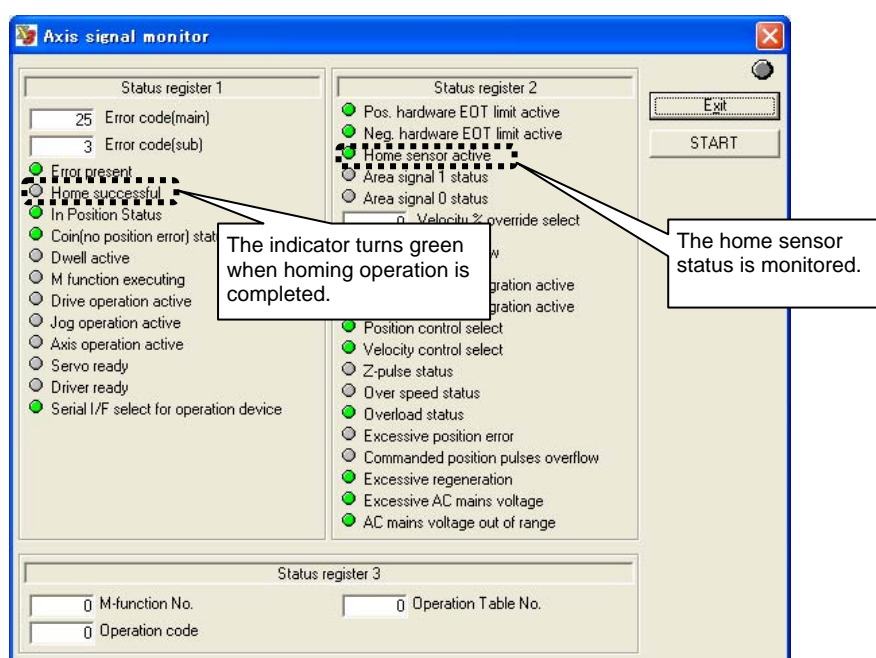 Axis signal monitor
Status register 1
25 Error code(main)
3 Error code(sub)
Error present
Home successful
In Position Status
Coin(no position error) stat
Dwell active
M function executing
Drive operation active
Jog operation active
Axis operation active
Servo ready
Driver ready
Serial I/F select for operation device
The indicator turns green
when homing operation is
completed.
Status register 2
Pos. hardware EOT limit active
Neg. hardware EOT limit active
Home sensor active
Area signal 1 status
Area signal 0 status
0 Velocity % override select
gration active
gration active
Position control select
Velocity control select
Z-pulse status
Over speed status
Overload status
Excessive position error
Commanded position pulses overflow
Excessive regeneration
Excessive AC mains voltage
AC mains voltage out of range
Exit
START
The home sensor
status is monitored.
Status register 3
0 M-function No.
0 Operation Table No.
0 Operation code